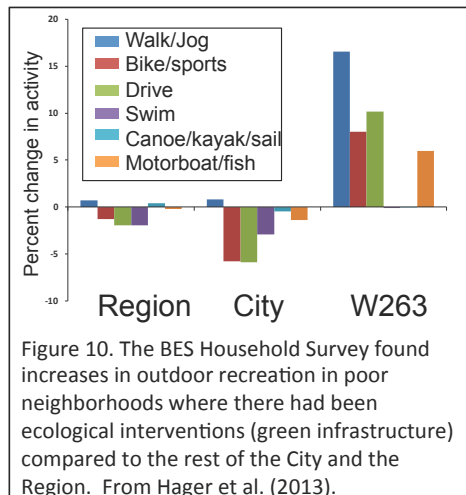 20
15
10
5
0
-5
-10
Percent change in activity
Walk/Jog
Bike/sports
Drive
Swim
Canoe/kayak/sail
Motorboat/fish
Region City W263
Figure 10. The BES Household Survey found
increases in outdoor recreation in poor
neighborhoods where there had been
ecological interventions (green infrastructure)
compared to the rest of the City and the
Region. From Hager et al. (2013).